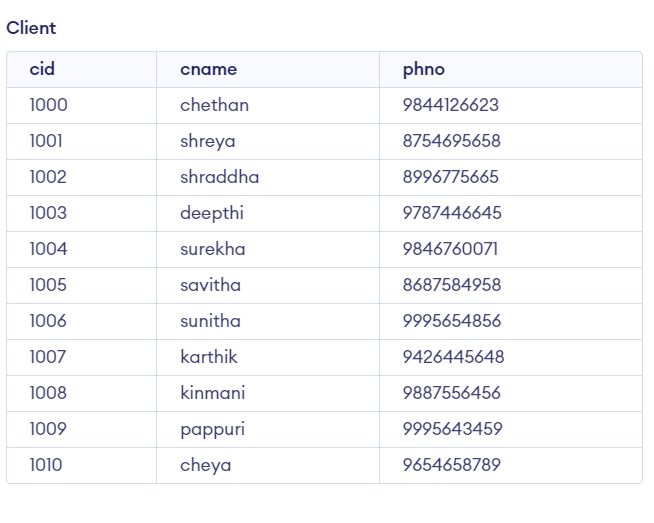 Client
cid cname phno
1000 chethan 9844126623
1001 shreya 8754695658
1002 shraddha 8996775665
1003 deepthi 9787446645
1004 surekha 9846760071
1005 savitha 8687584958
1006 sunitha 9995654856
1007 karthik 9426445648
1008 kinmani 9887556456
1009 pappuri 9995643459
1010 cheya 9654658789